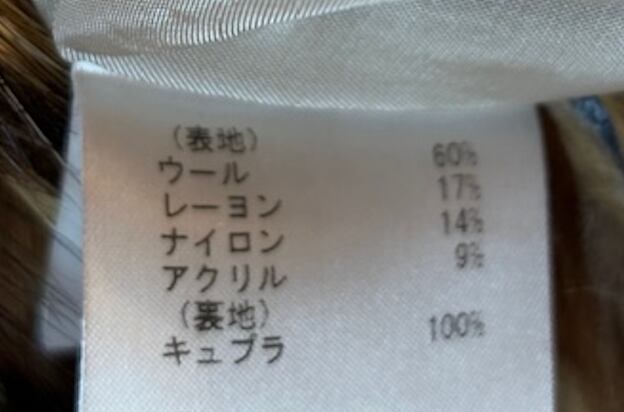 （表地）
ウール 60%
レーヨン 17%
ナイロン 14%
アクリル 9%
（裏地）
キュプラ 100%